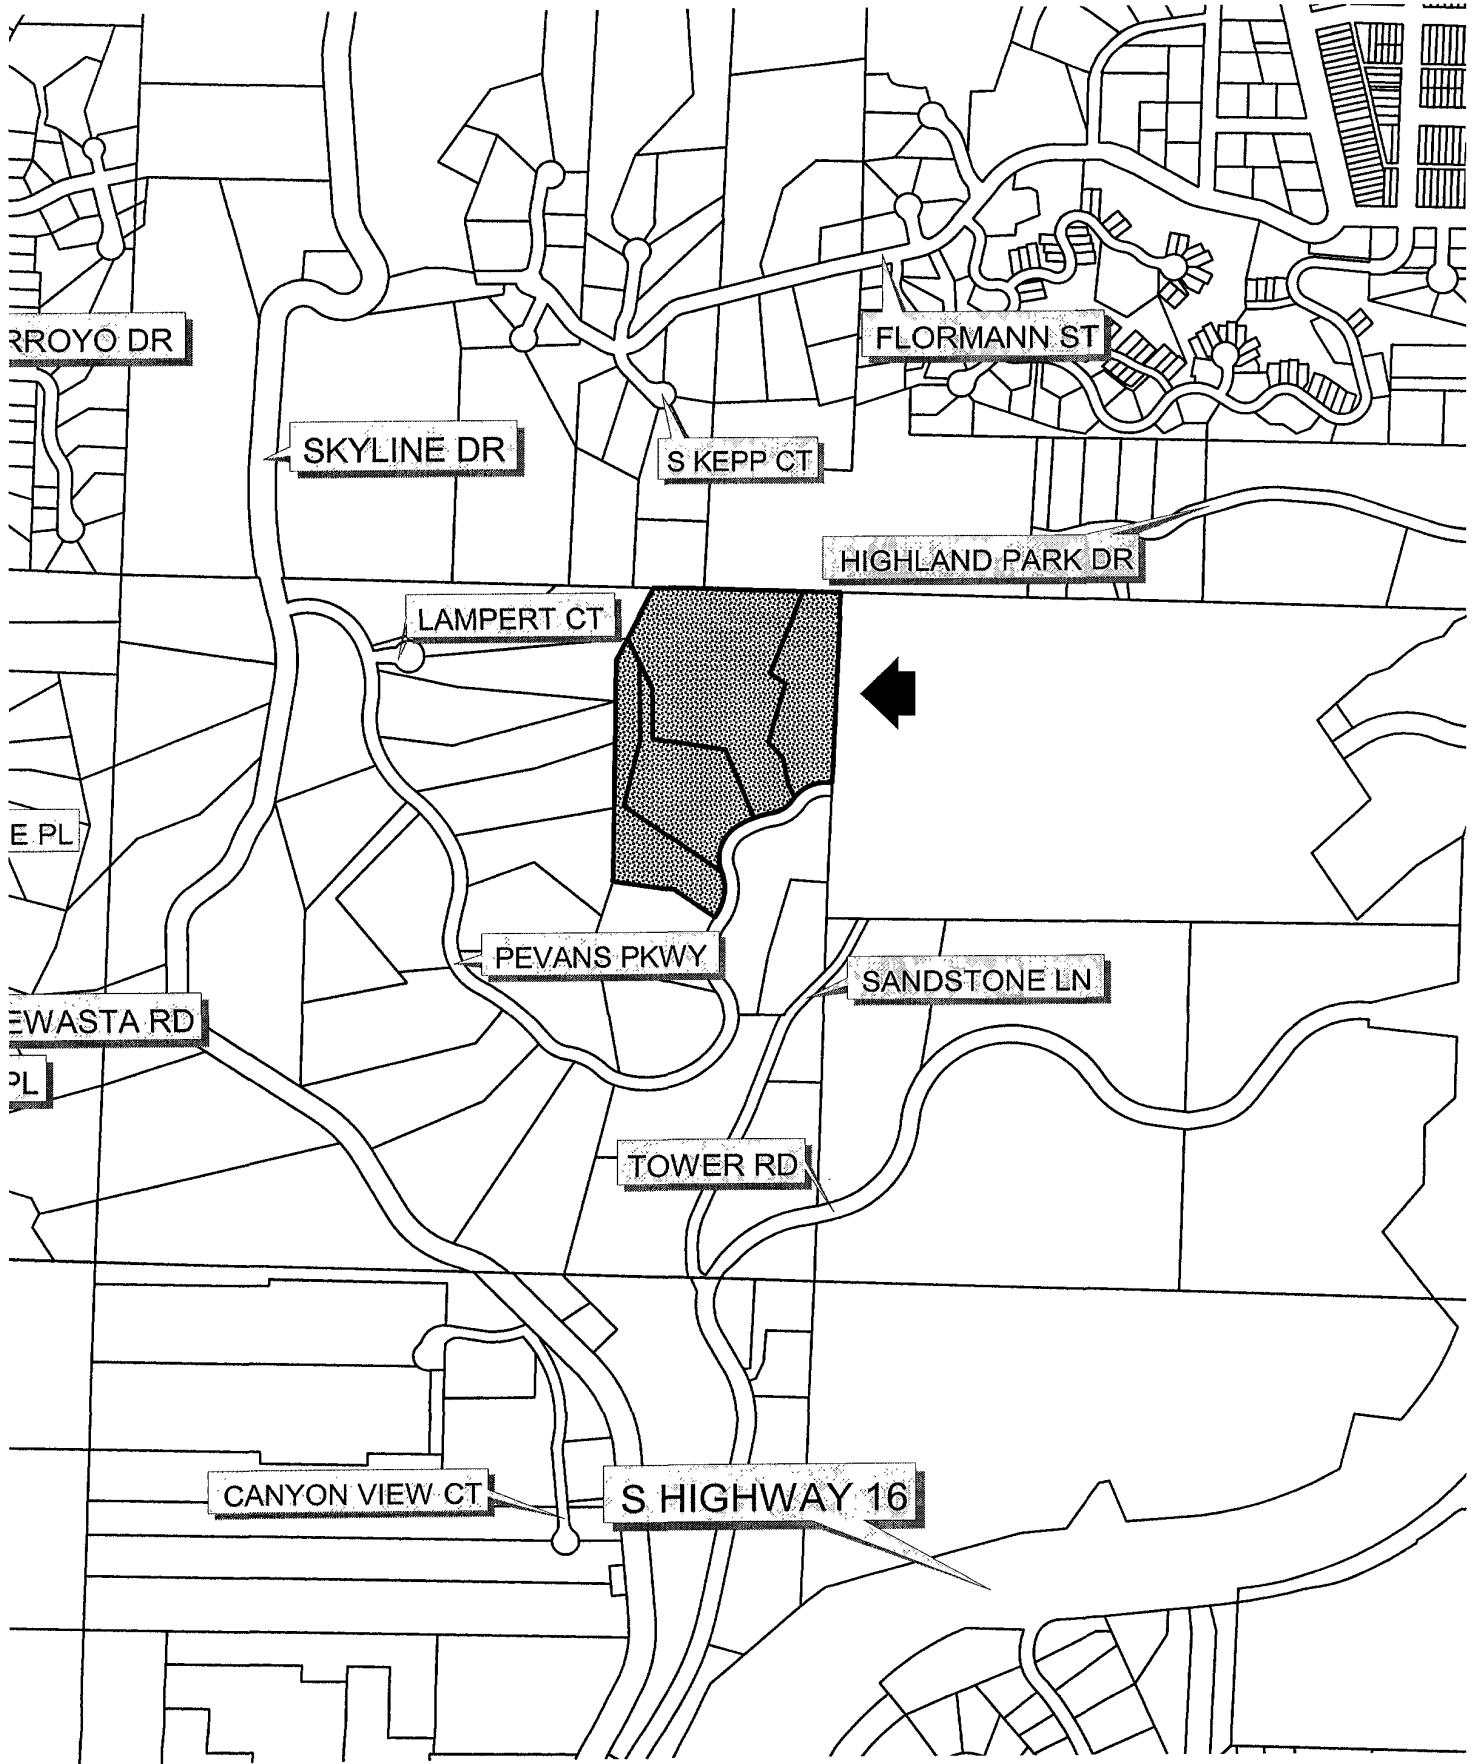 RROYO DR
FLORMANN ST
SKYLINE DR
S KEPP CT
HIGHLAND PARK DR
LAMPERT CT
E PL
PEVANS PKWY
SANDSTONE LN
EWASTA RD
PL
TOWER RD
CANYON VIEW CT
S HIGHWAY 16